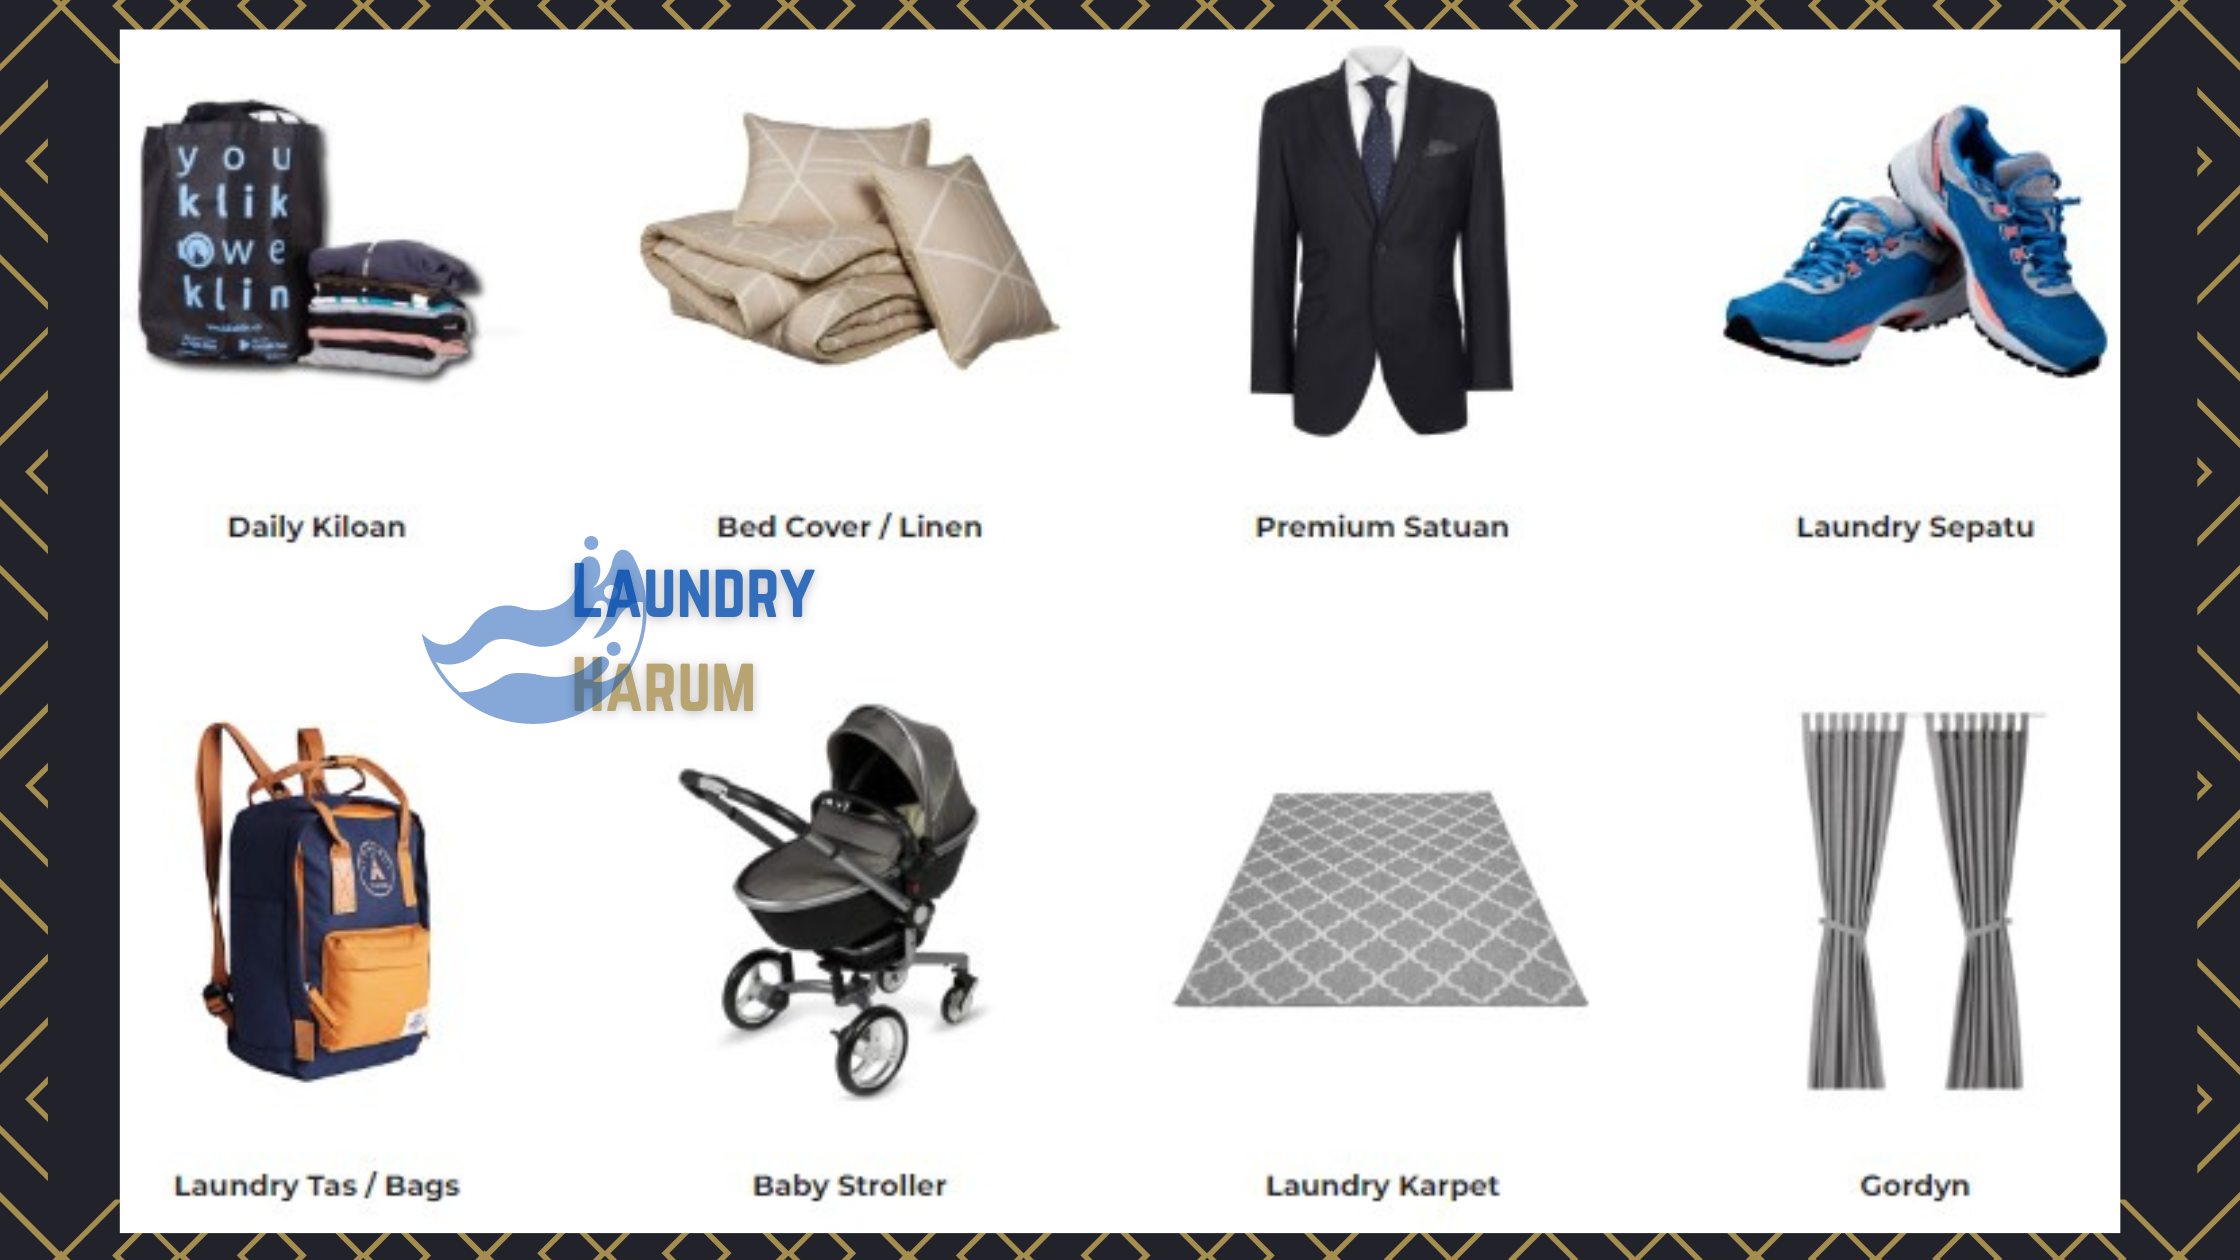 you
klik
we
klin
Daily Kiloan
Bed Cover / Linen
Premium Satuan
Laundry Sepatu
LAUNDRY
HARUM
Laundry Tas / Bags
Baby Stroller
Laundry Karpet
Gordyn